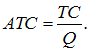 ATC = TC/Q.